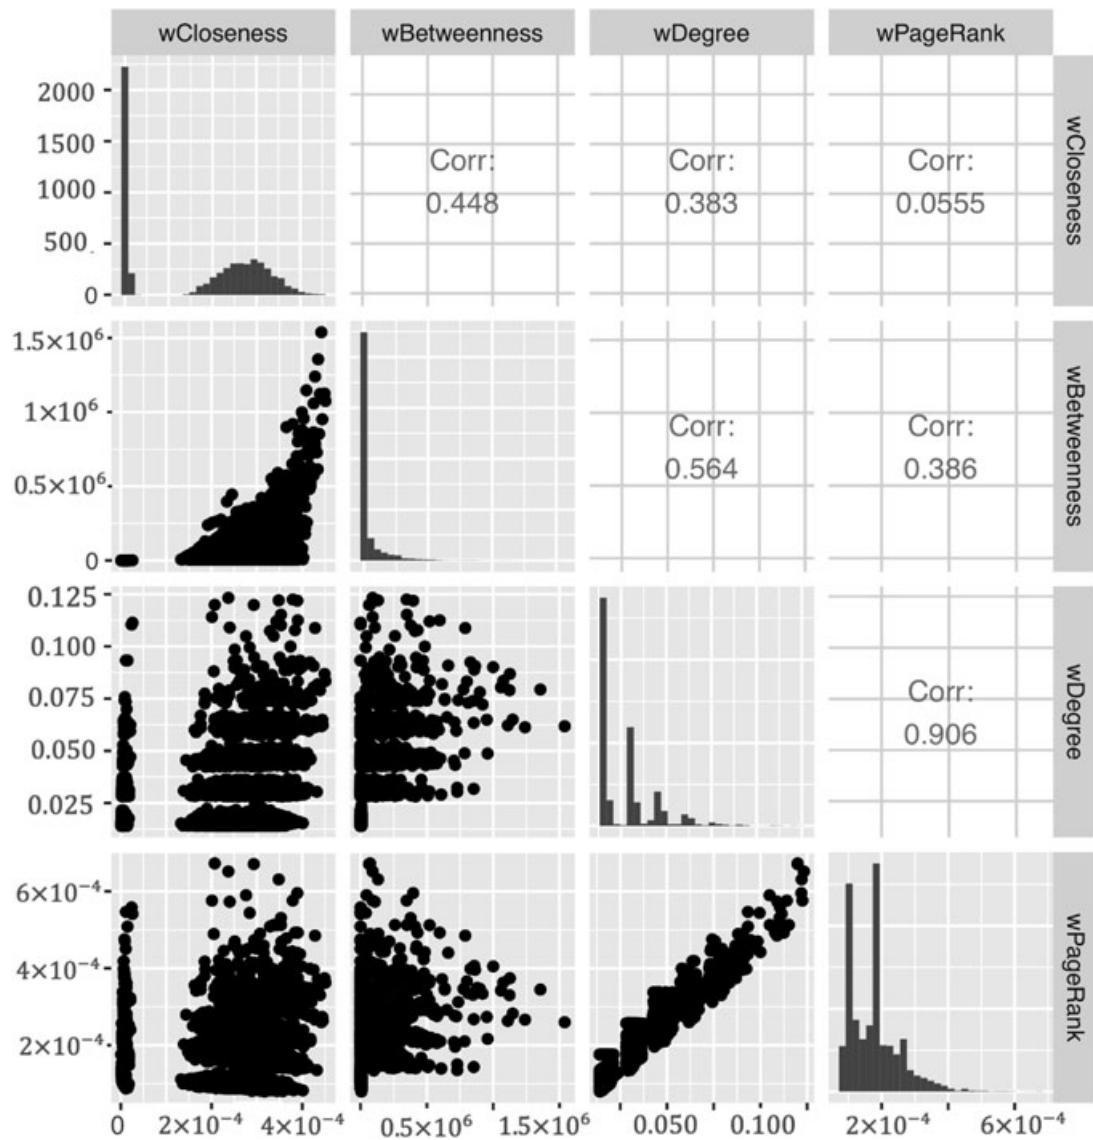 wCloseness wBetweenness wDegree wPageRank
2000
1500
1000
500
0
Corr:
0.448
Corr:
0.383
Corr:
0.0555
wCloseness
1.5×10⁶
1×10⁶
0.5×10⁶
0
Corr:
0.564
Corr:
0.386
wBetweenness
0.125
0.100
0.075
0.050
0.025
Corr:
0.906
wDegree
6×10⁻⁴
4×10⁻⁴
2×10⁻⁴
wPageRank
0 2×10⁻⁴ 4×10⁻⁴ 0.5×10⁶ 1.5×10⁶ 0.050 0.100 2×10⁻⁴ 6×10⁻⁴